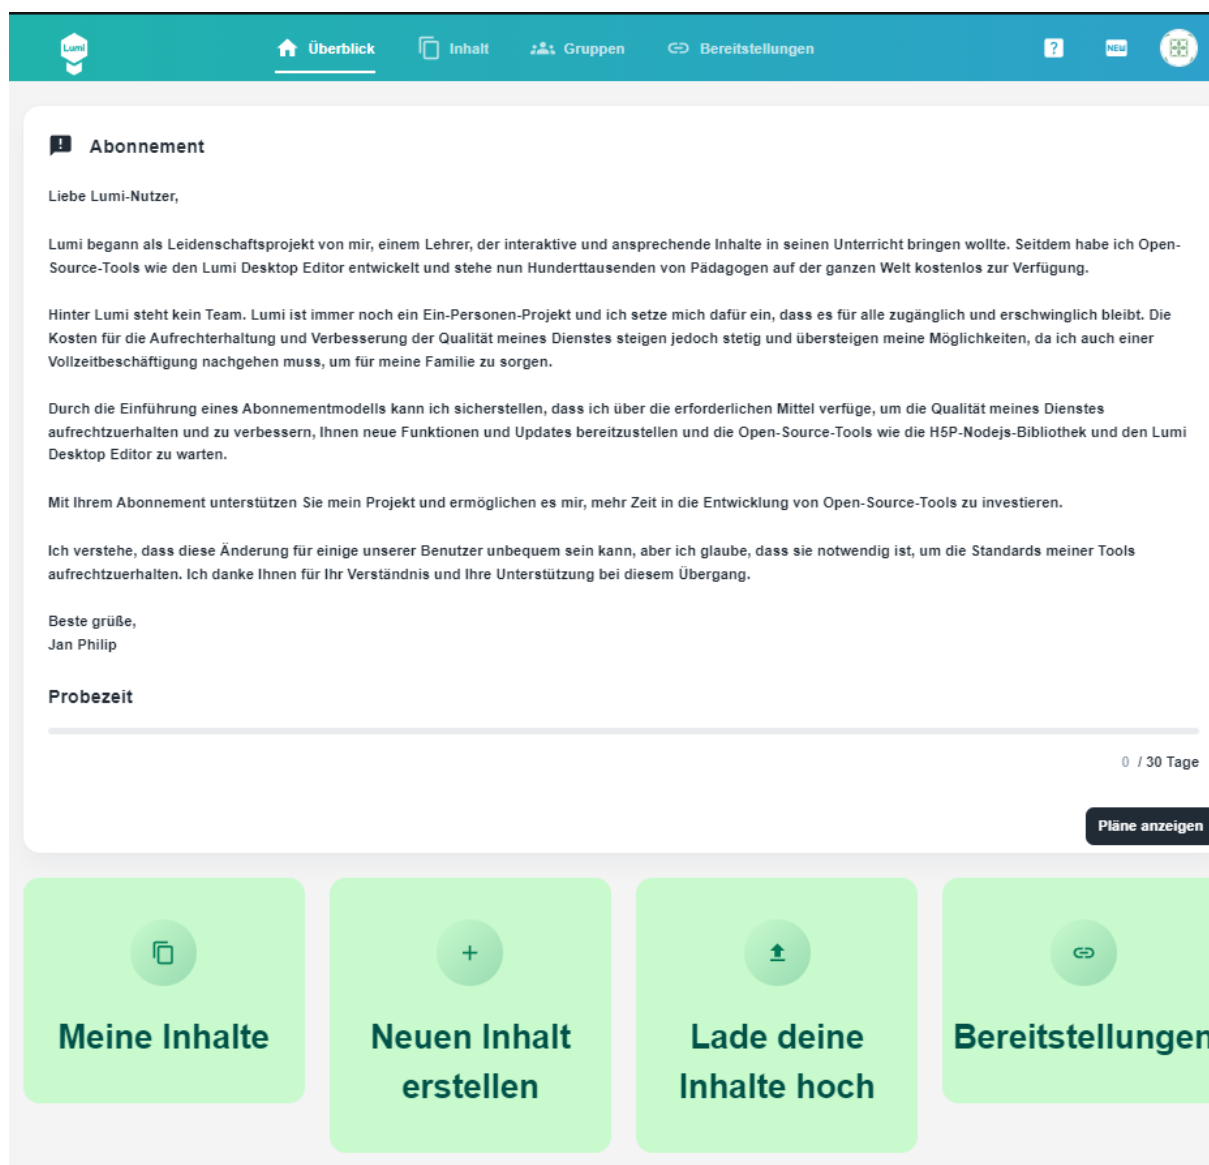 Lumi
Überblick
Inhalt
Gruppen
Bereitstellungen
?
NEW
Abonnement
Liebe Lumi-Nutzer,
Lumi begann als Leidenschaftsprojekt von mir, einem Lehrer, der interaktive und ansprechende Inhalte in seinen Unterricht bringen wollte. Seitdem habe ich Open-
Source-Tools wie den Lumi Desktop Editor entwickelt und stehe nun Hunderttausenden von Pädagogen auf der ganzen Welt kostenlos zur Verfügung.
Hinter Lumi steht kein Team. Lumi ist immer noch ein Ein-Personen-Projekt und ich setze mich dafür ein, dass es für alle zugänglich und erschwinglich bleibt. Die
Kosten für die Aufrechterhaltung und Verbesserung der Qualität meines Dienstes steigen jedoch stetig und übersteigen meine Möglichkeiten, da ich auch einer
Vollzeitbeschäftigung nachgehen muss, um für meine Familie zu sorgen.
Durch die Einführung eines Abonnementmodells kann ich sicherstellen, dass ich über die erforderlichen Mittel verfüge, um die Qualität meines Dienstes
aufrechtzuerhalten und zu verbessern, Ihnen neue Funktionen und Updates bereitzustellen und die Open-Source-Tools wie die H5P-Nodejs-Bibliothek und den Lumi
Desktop Editor zu warten.
Mit Ihrem Abonnement unterstützen Sie mein Projekt und ermöglichen es mir, mehr Zeit in die Entwicklung von Open-Source-Tools zu investieren.
Ich verstehe, dass diese Änderung für einige unserer Benutzer unbequem sein kann, aber ich glaube, dass sie notwendig ist, um die Standards meiner Tools
aufrechtzuerhalten. Ich danke Ihnen für Ihr Verständnis und Ihre Unterstützung bei diesem Übergang.
Beste grüße,
Jan Philip
Probezeit
0 / 30 Tage
Pläne anzeigen
Meine Inhalte
Neuen Inhalt
erstellen
Lade deine
Inhalte hoch
Bereitstellungen